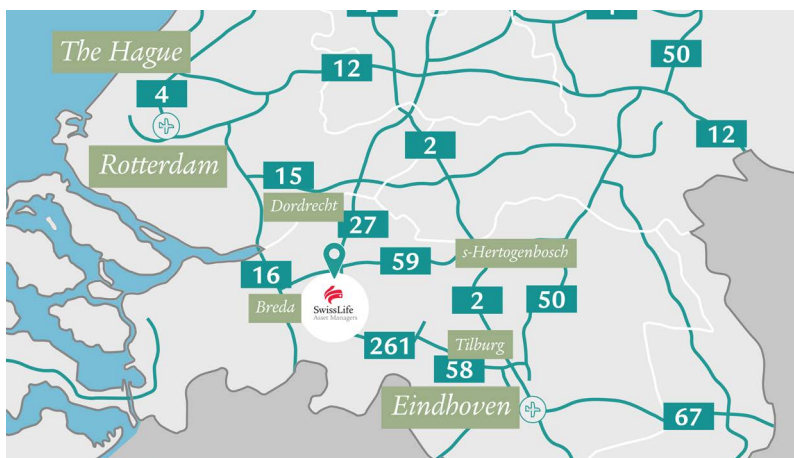 The Hague
50
12
4
12
2
Rotterdam
15
Dordrecht
27
s-Hertogenbosch
59
16
Breda
2
50
SwissLife
Asset Managers
261
Tilburg
58
Eindhoven
67